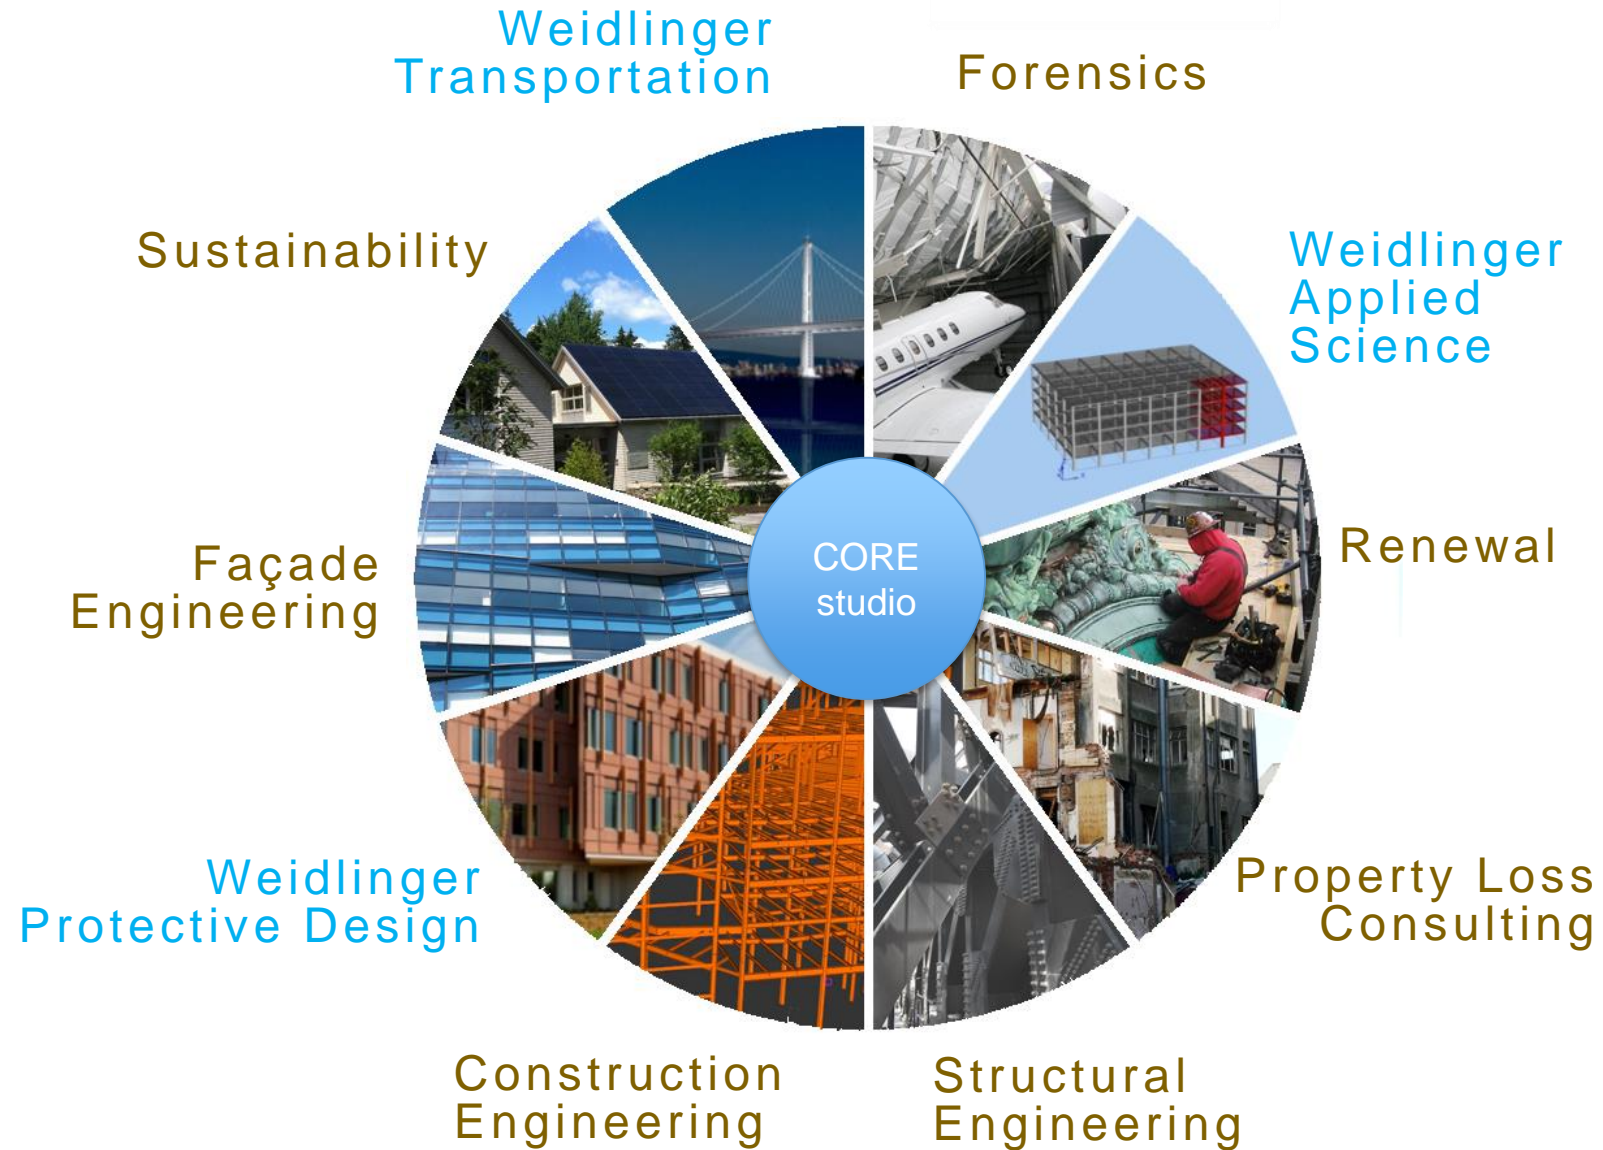 Weidlinger
Transportation
Forensics
Sustainability
Weidlinger
Applied
Science
Façade
Engineering
CORE
studio
Renewal
Weidlinger
Protective Design
Property Loss
Consulting
Construction
Engineering
Structural
Engineering